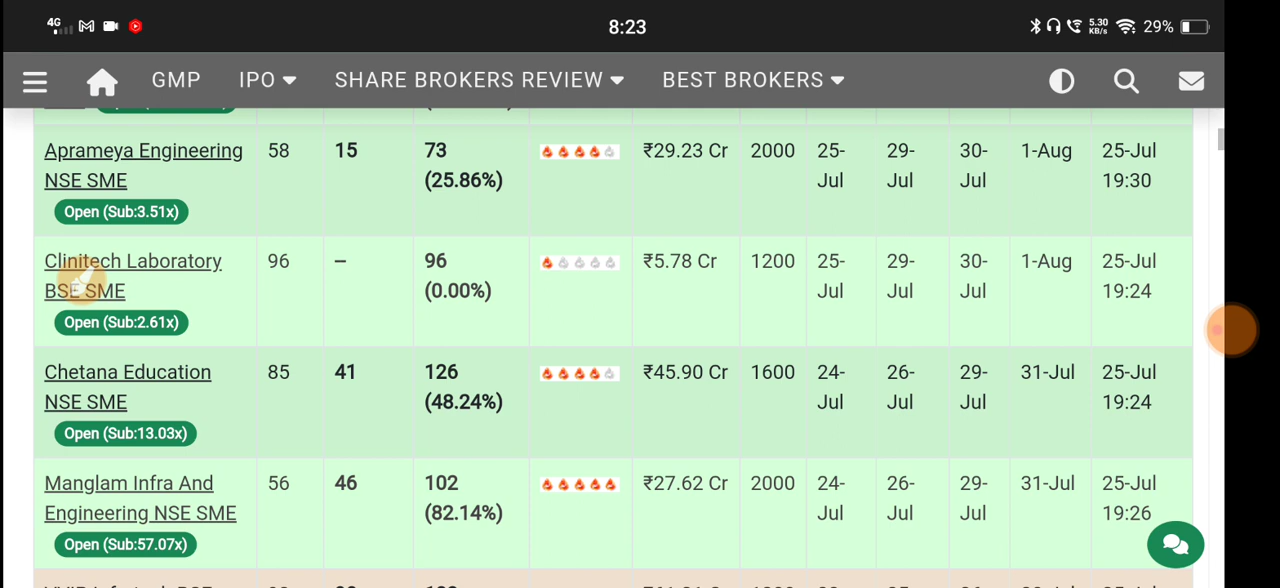 4G 8:23 5.30 KB/s 29%
GMP IPO SHARE BROKERS REVIEW BEST BROKERS
Aprameya Engineering NSE SME 58 15 73 (25.86%) ₹29.23 Cr 2000 25-Jul 29-Jul 30-Jul 1-Aug 25-Jul 19:30
Open (Sub:3.51x)
Clinitech Laboratory BSE SME 96 – 96 (0.00%) ₹5.78 Cr 1200 25-Jul 29-Jul 30-Jul 1-Aug 25-Jul 19:24
Open (Sub:2.61x)
Chetana Education NSE SME 85 41 126 (48.24%) ₹45.90 Cr 1600 24-Jul 26-Jul 29-Jul 31-Jul 25-Jul 19:24
Open (Sub:13.03x)
Manglam Infra And Engineering NSE SME 56 46 102 (82.14%) ₹27.62 Cr 2000 24-Jul 26-Jul 29-Jul 31-Jul 25-Jul 19:26
Open (Sub:57.07x)